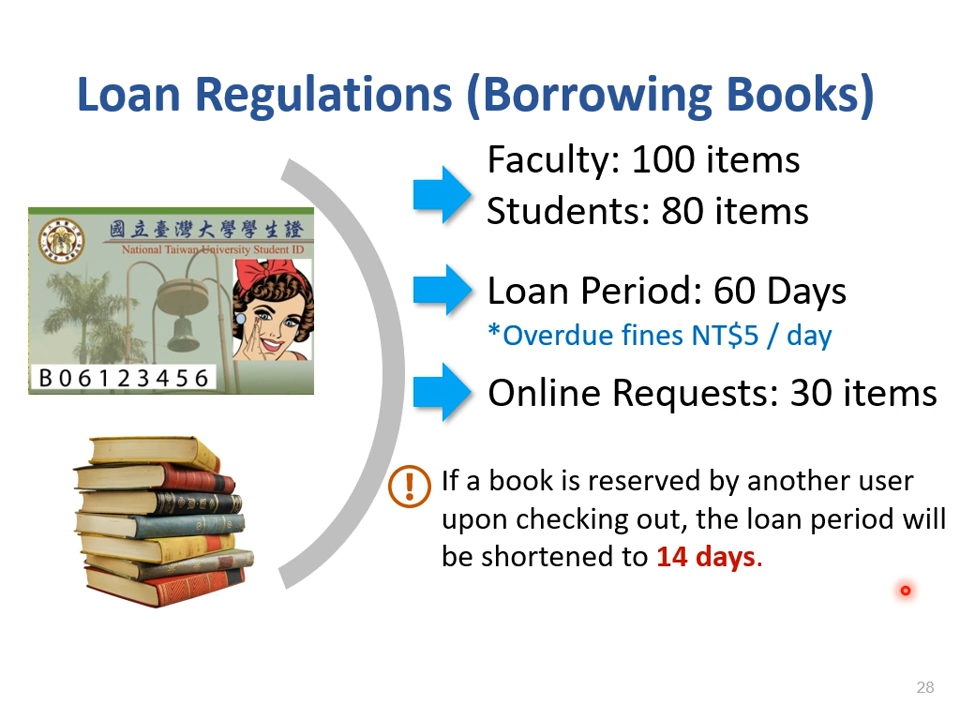 Loan Regulations (Borrowing Books)
Faculty: 100 items
Students: 80 items
國立臺灣大學學生證
National Taiwan University Student ID
Loan Period: 60 Days
*Overdue fines NT$5 / day
B06123456
Online Requests: 30 items
If a book is reserved by another user
upon checking out, the loan period will
be shortened to 14 days.
28